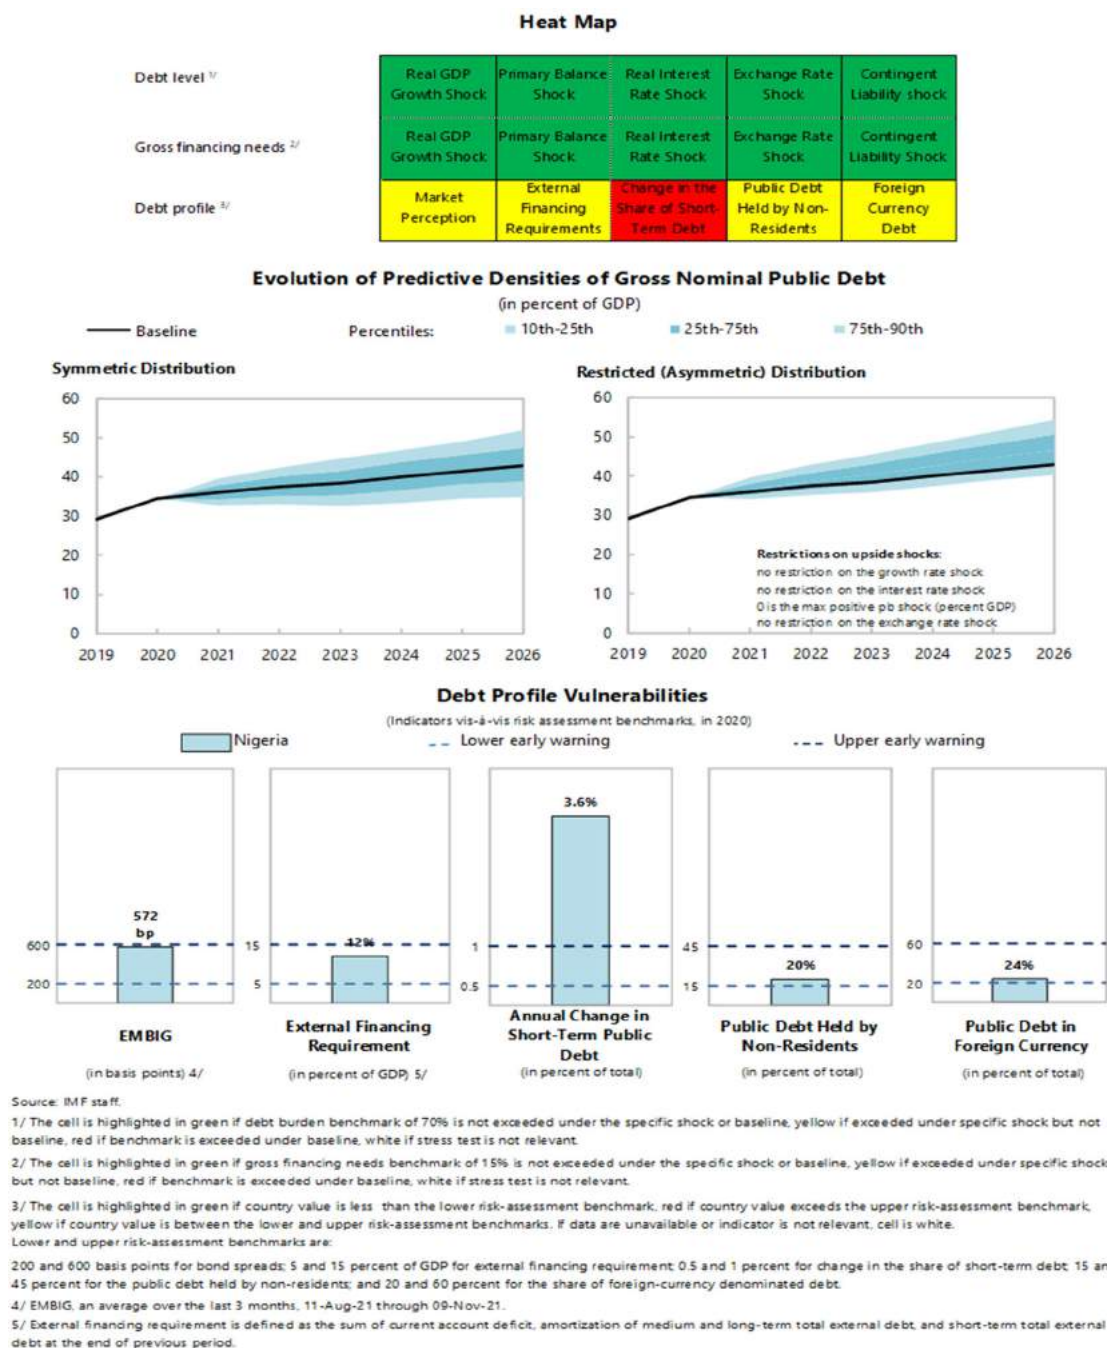 Heat Map
Debt level 1/
Real GDP Growth Shock
Primary Balance Shock
Real Interest Rate Shock
Exchange Rate Shock
Contingent Liability shock
Gross financing needs 2/
Real GDP Growth Shock
Primary Balance Shock
Real Interest Rate Shock
Exchange Rate Shock
Contingent Liability Shock
Debt profile 3/
Market Perception
External Financing Requirements
Change in the Share of Short-Term Debt
Public Debt Held by Non-Residents
Foreign Currency Debt
Evolution of Predictive Densities of Gross Nominal Public Debt
(in percent of GDP)
Baseline
Percentiles:
10th-25th
25th-75th
75th-90th
Symmetric Distribution
60
50
40
30
20
10
0
2019 2020 2021 2022 2023 2024 2025 2026
Restricted (Asymmetric) Distribution
60
50
40
30
20
10
0
Restrictions on upside shocks:
no restriction on the growth rate shock
no restriction on the interest rate shock
0 is the max positive pb shock (percent GDP)
no restriction on the exchange rate shock
2019 2020 2021 2022 2023 2024 2025 2026
Debt Profile Vulnerabilities
(Indicators vis-à-vis risk assessment benchmarks, in 2020)
Nigeria
Lower early warning
Upper early warning
572
bp
600
200
EMBIG
(in basis points) 4/
12%
15
5
External Financing
Requirement
(in percent of GDP) 5/
3.6%
1
0.5
Annual Change in
Short-Term Public
Debt
(in percent of total)
45
20%
15
Public Debt Held by
Non-Residents
(in percent of total)
60
24%
20
Public Debt in
Foreign Currency
(in percent of total)
Source: IMF staff.
1/ The cell is highlighted in green if debt burden benchmark of 70% is not exceeded under the specific shock or baseline, yellow if exceeded under specific shock but not
baseline, red if benchmark is exceeded under baseline, white if stress test is not relevant.
2/ The cell is highlighted in green if gross financing needs benchmark of 15% is not exceeded under the specific shock or baseline, yellow if exceeded under specific shock
but not baseline, red if benchmark is exceeded under baseline, white if stress test is not relevant.
3/ The cell is highlighted in green if country value is less than the lower risk-assessment benchmark, red if country value exceeds the upper risk-assessment benchmark,
yellow if country value is between the lower and upper risk-assessment benchmarks. If data are unavailable or indicator is not relevant, cell is white.
Lower and upper risk-assessment benchmarks are:
200 and 600 basis points for bond spreads; 5 and 15 percent of GDP for external financing requirement; 0.5 and 1 percent for change in the share of short-term debt; 15 an
45 percent for the public debt held by non-residents; and 20 and 60 percent for the share of foreign-currency denominated debt.
4/ EMBIG, an average over the last 3 months, 11-Aug-21 through 09-Nov-21.
5/ External financing requirement is defined as the sum of current account deficit, amortization of medium and long-term total external debt, and short-term total external
debt at the end of previous period.